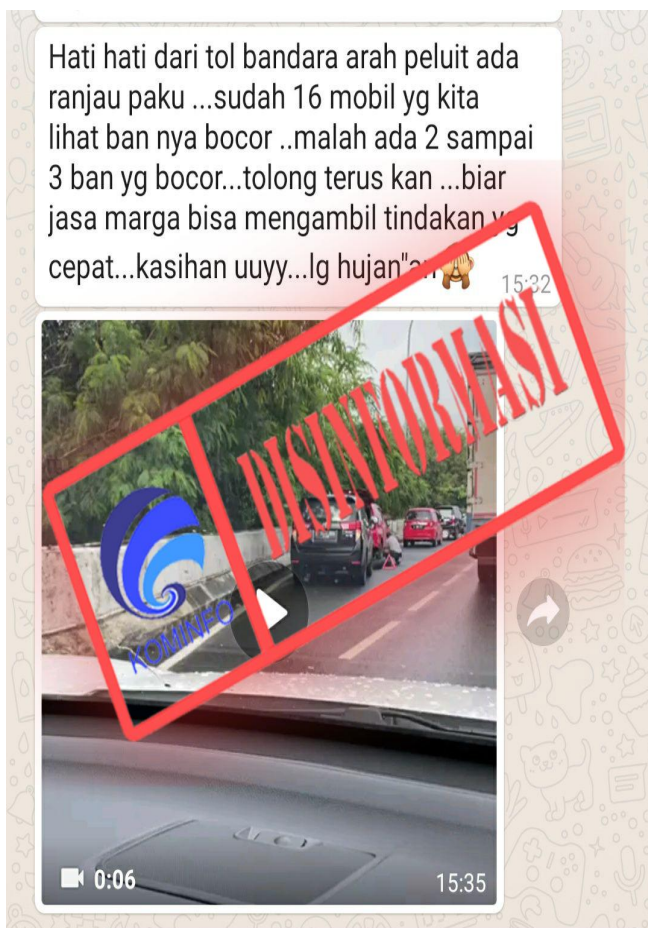 Hati hati dari tol bandara arah peluit ada
ranjau paku ...sudah 16 mobil yg kita
lihat ban nya bocor ..malah ada 2 sampai
3 ban yg bocor...tolong terus kan ...biar
jasa marga bisa mengambil tindakan yg
cepat...kasihan uuyy...lg hujan"an
15:32
DISINFORMASI
KOMINFO
0:06
15:35